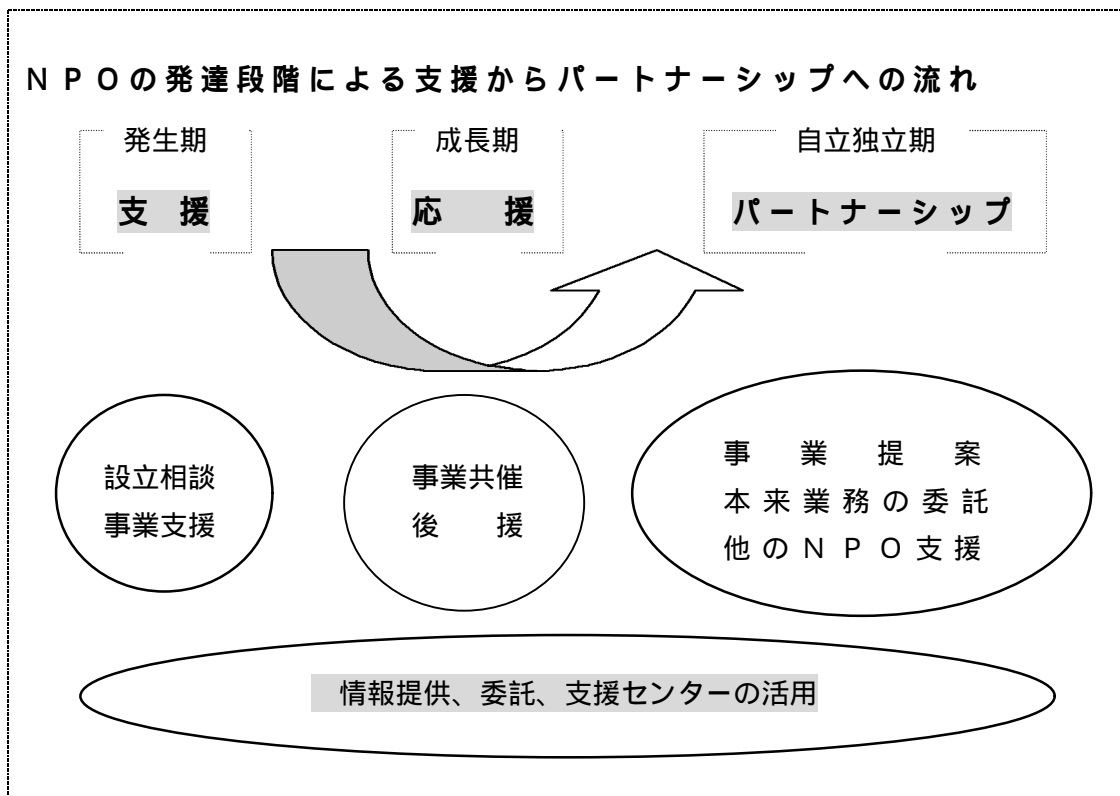 NPOの発達段階による支援からパートナーシップへの流れ
発生期
支援
成長期
応援
自立独立期
パートナーシップ
設立相談
事業支援
事業共催
後援
事業提案
本来業務の委託
他のNPO支援
情報提供、委託、支援センターの活用